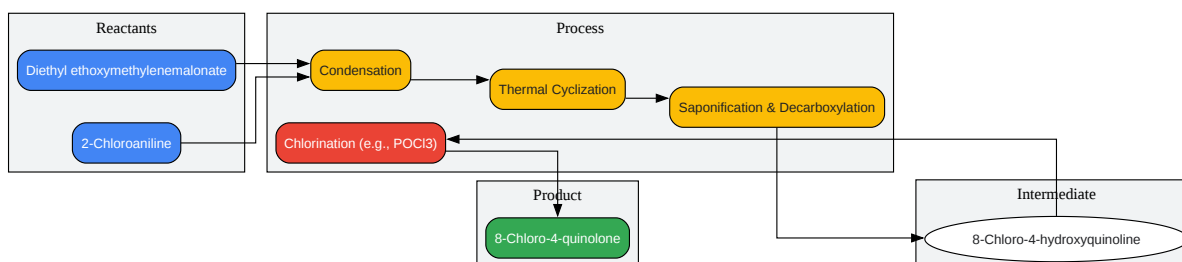 Reactants
Process
Diethyl ethoxymethylenemalonate
Condensation
Thermal Cyclization
Saponification & Decarboxylation
2-Chloroaniline
Chlorination (e.g., POCl3)
Product
Intermediate
8-Chloro-4-quinolone
8-Chloro-4-hydroxyquinoline